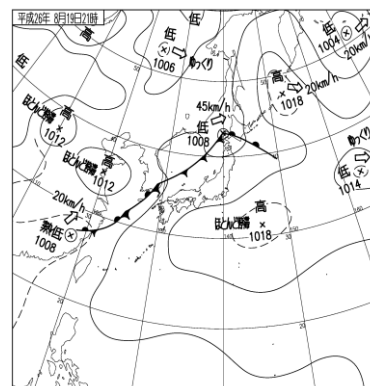 平成26年 8月19日21時
高
低
1006
ゆっくり
低
1004
20km/h
低
高
1018
20km/h
45km/h
低
1008
高
ほとんど停滞
1012
高
ほとんど停滞
1012
ゆっくり
低
1014
20km/h
熱低
1008
高
ほとんど停滞
1018